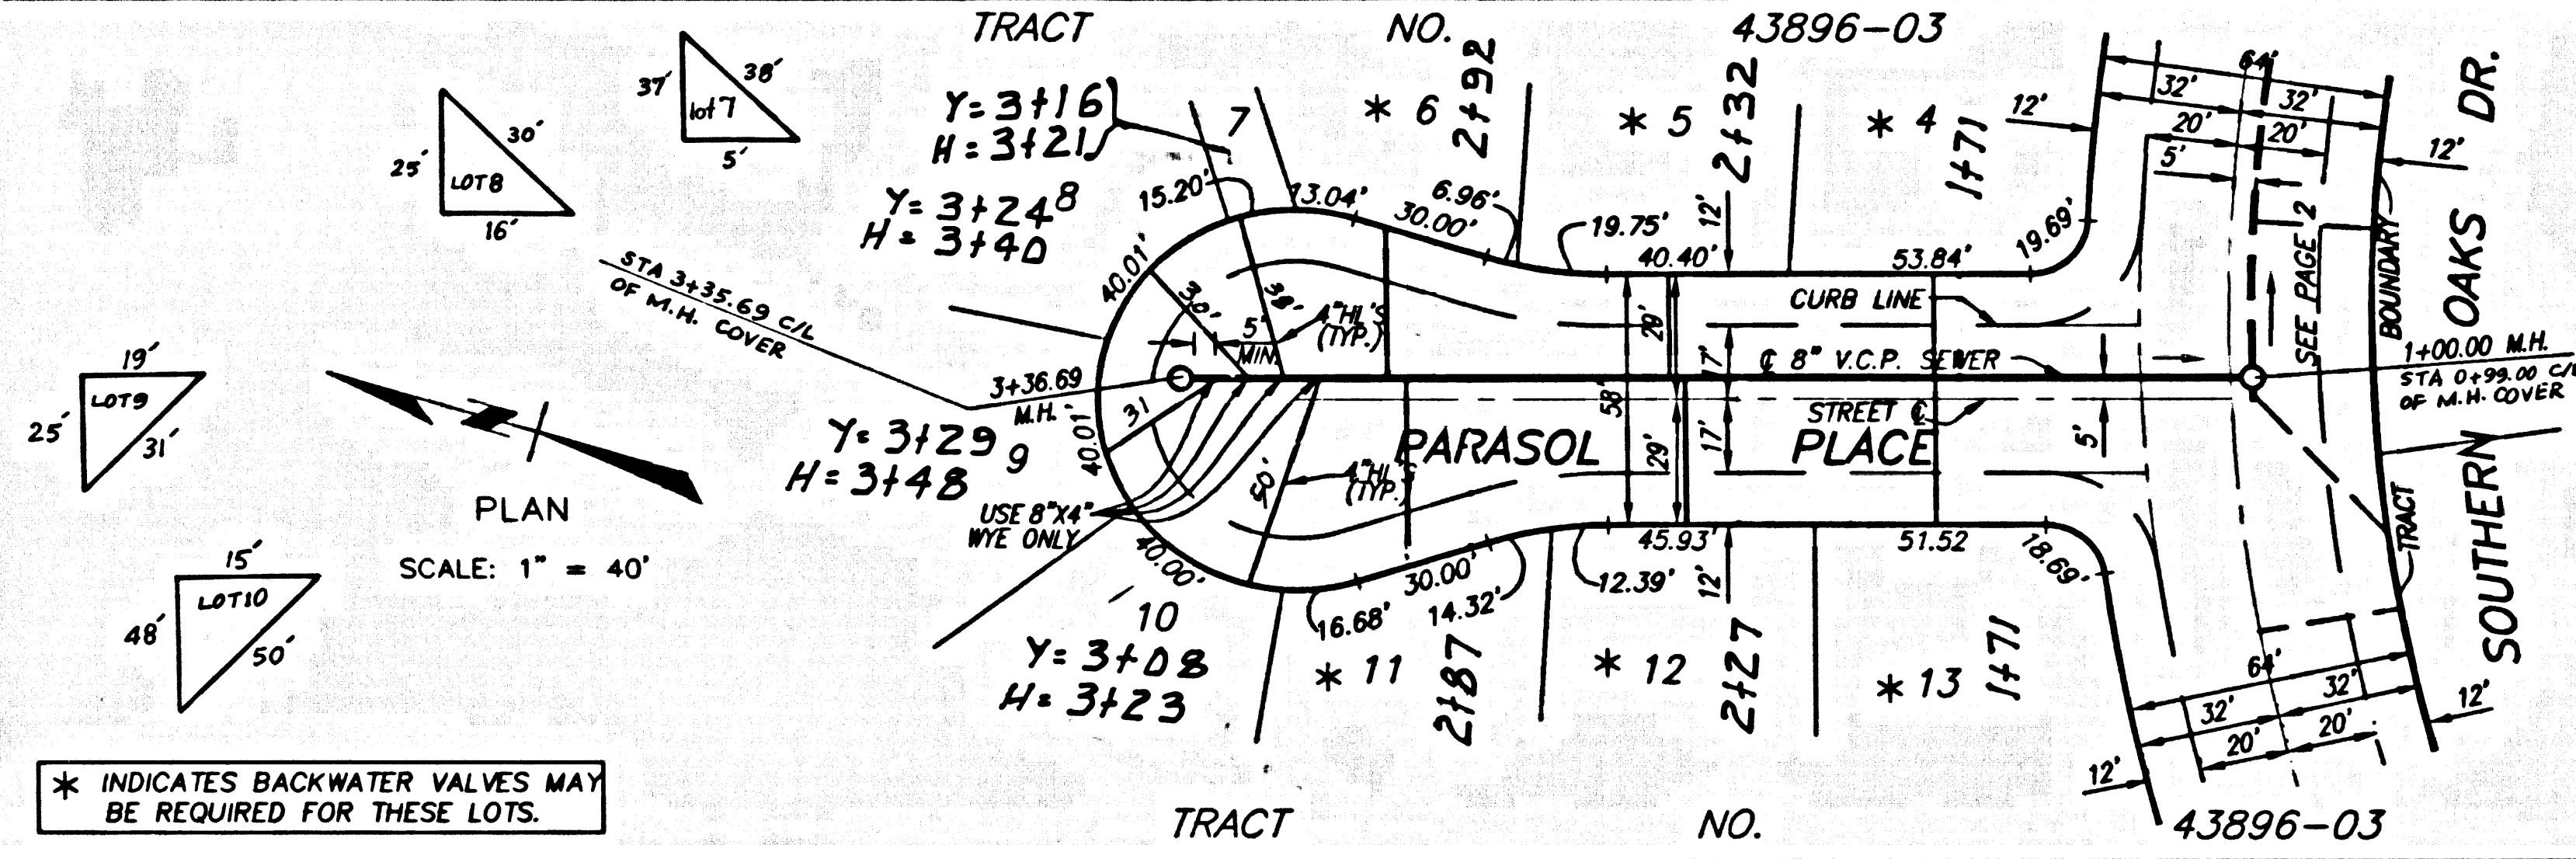 TRACT NO. 43896-03
37' 38'
lot 7
5'
25' 30'
LOT 8
16'
Y= 3+16
H= 3+21
7
* 6
2+92
* 5
2+32
* 4
1+71
Y= 3+24 8
H= 3+40
15.20'
13.04'
30.00'
6.96'
19.75'
12'
40.40'
53.84'
19.69'
12'
64'
32' 32'
20' 20'
5'
12'
SOUTHERN OAKS DR.
STA 3+35.69 C/L
OF M.H. COVER
40.01'
30'
38'
5'
MIN.
4"HL'S
(TYP.)
29'
17'
CURB LINE
℄ 8" V.C.P. SEWER
SEE PAGE 2
BOUNDARY
TRACT
1+00.00 M.H.
STA 0+99.00 C/L
OF M.H. COVER
19'
LOT9
25'
31'
3+36.69
M.H.
31
Y= 3+29 9
H= 3+48
40.01
58'
STREET ℄
5'
PARASOL PLACE
29'
17'
4"HL'S
(TYP.)
50'
USE 8"X4"
WYE ONLY
PLAN
SCALE: 1" = 40'
15'
LOT10
48'
50'
40.00'
16.68'
30.00'
14.32'
12.39'
45.93'
12'
51.52
18.69'
10
Y= 3+08
H= 3+23
* 11
2+87
* 12
2+27
* 13
1+71
64'
32' 32'
20' 20'
12'
12'
* INDICATES BACKWATER VALVES MAY
BE REQUIRED FOR THESE LOTS.
TRACT NO. 43896-03